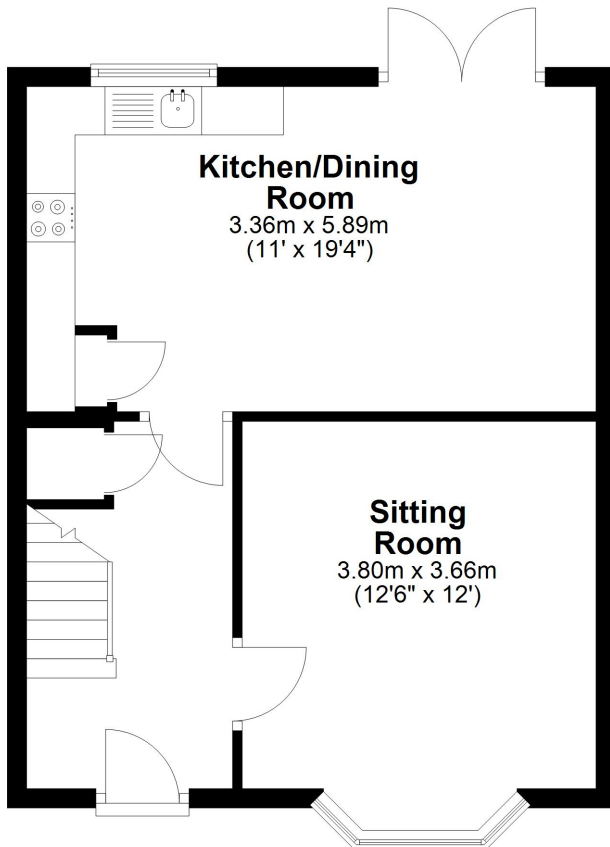 Kitchen/Dining
Room
3.36m x 5.89m
(11' x 19'4")
Sitting
Room
3.80m x 3.66m
(12'6" x 12')